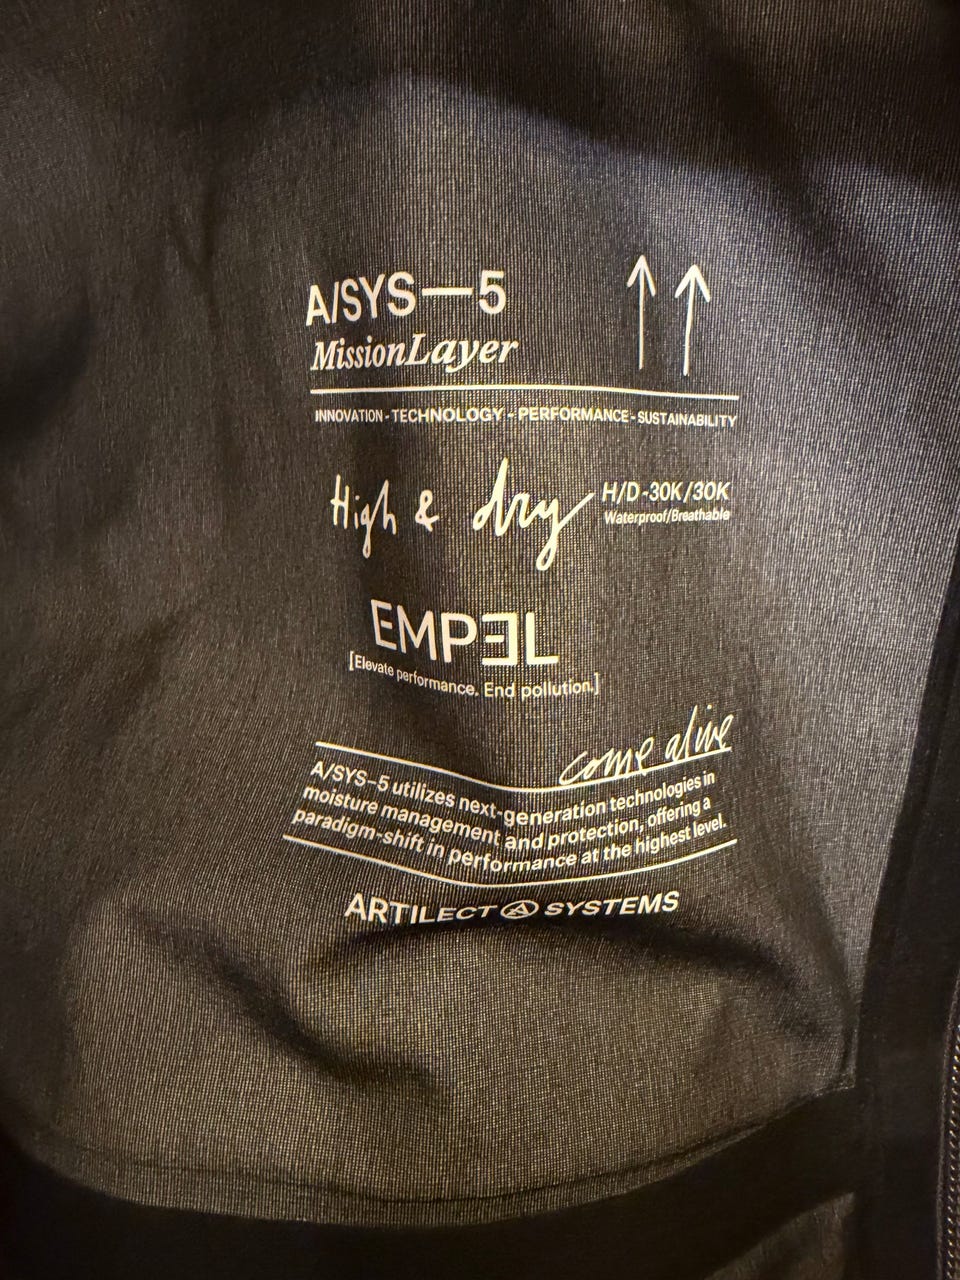 A/SYS—5
MissionLayer
INNOVATION - TECHNOLOGY - PERFORMANCE - SUSTAINABILITY
High & dry
H/D-30K/30K
Waterproof/Breathable
EMPEL
[Elevate performance. End pollution.]
come alive
A/SYS–5 utilizes next-generation technologies in
moisture management and protection, offering a
paradigm-shift in performance at the highest level.
ARTILECT A SYSTEMS